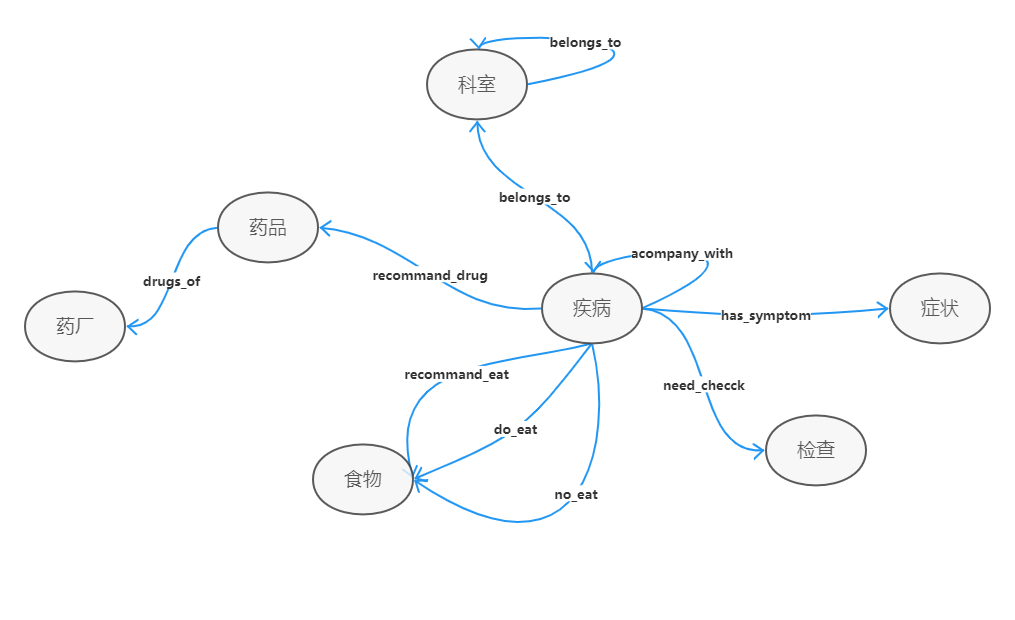 belongs_to
科室
belongs_to
药品
acompany_with
recommand_drug
drugs_of
疾病
症状
has_symptom
药厂
recommand_eat
need_checck
do_eat
检查
食物
no_eat